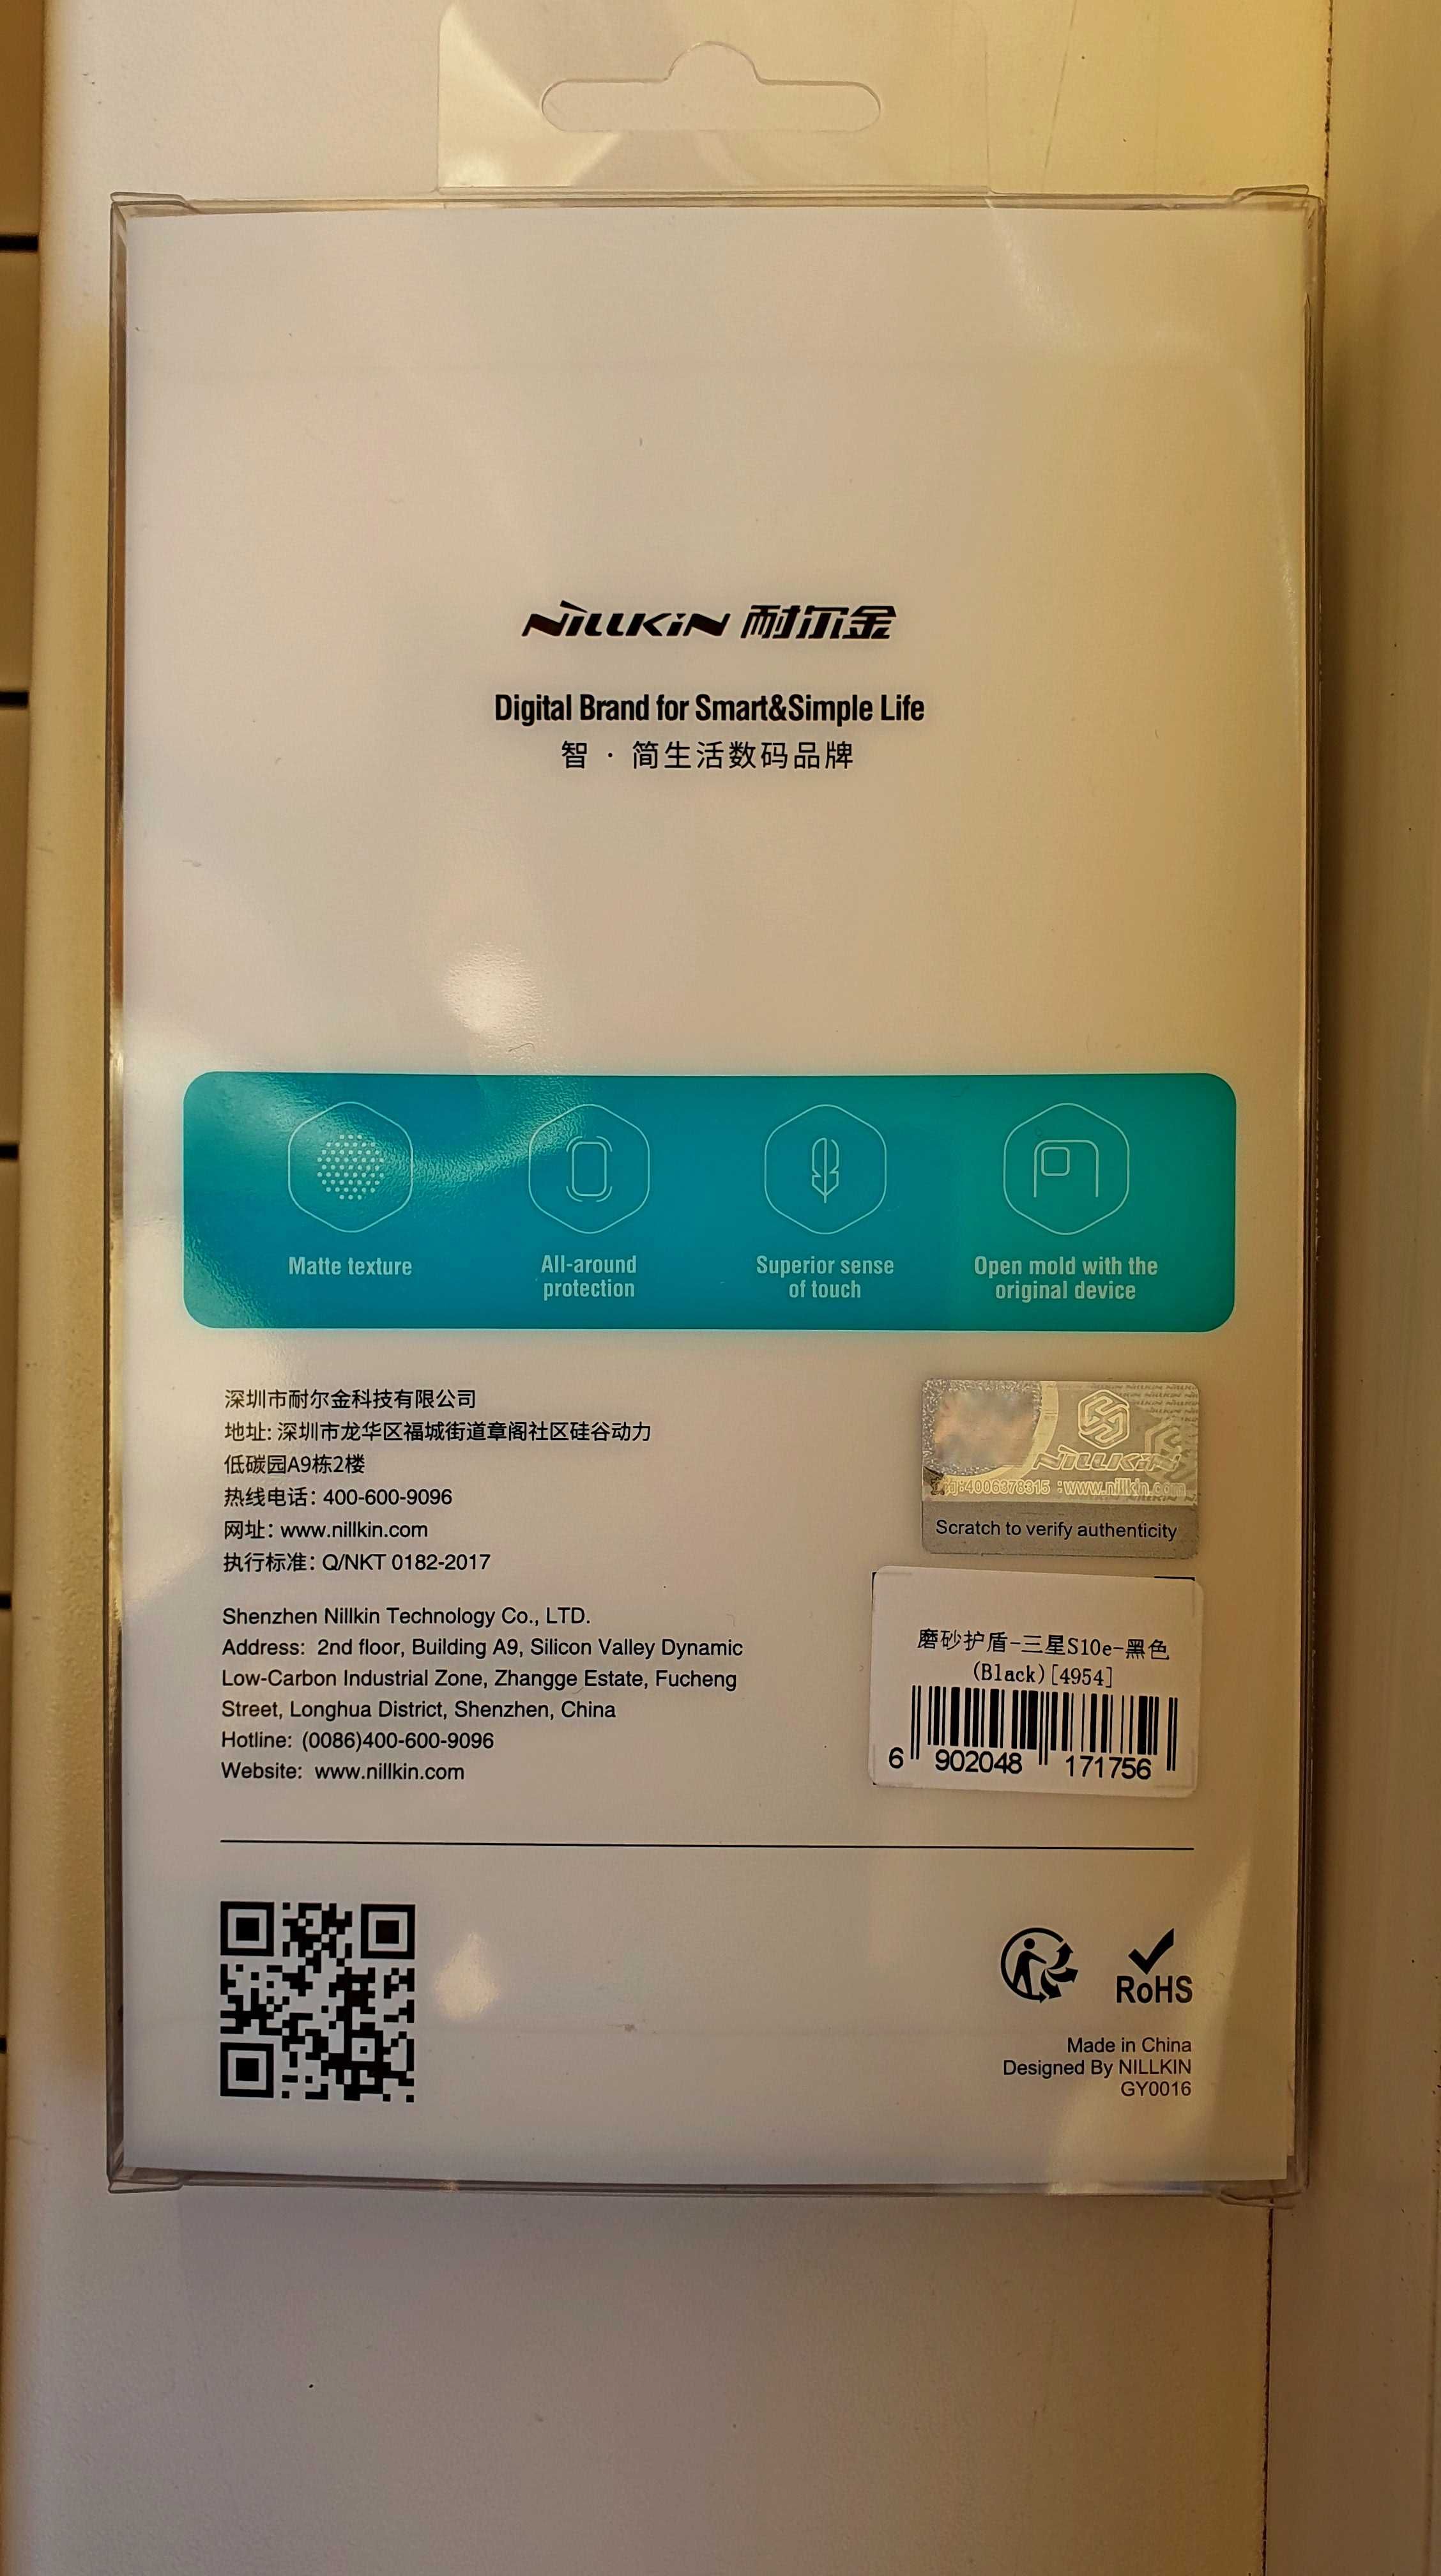 NILLKIN 耐尔金
Digital Brand for Smart&Simple Life
智 · 简生活数码品牌
Matte texture
All-around
protection
Superior sense
of touch
Open mold with the
original device
深圳市耐尔金科技有限公司
地址: 深圳市龙华区福城街道章阁社区硅谷动力
低碳园A9栋2楼
热线电话: 400-600-9096
网址: www.nillkin.com
执行标准: Q/NKT 0182-2017
Shenzhen Nillkin Technology Co., LTD.
Address: 2nd floor, Building A9, Silicon Valley Dynamic
Low-Carbon Industrial Zone, Zhangge Estate, Fucheng
Street, Longhua District, Shenzhen, China
Hotline: (0086)400-600-9096
Website: www.nillkin.com
NILLKIN
:4006378315 :www.nillkin.com
Scratch to verify authenticity
磨砂护盾-三星S10e-黑色
(Black)[4954]
6 902048 171756
RoHS
Made in China
Designed By NILLKIN
GY0016